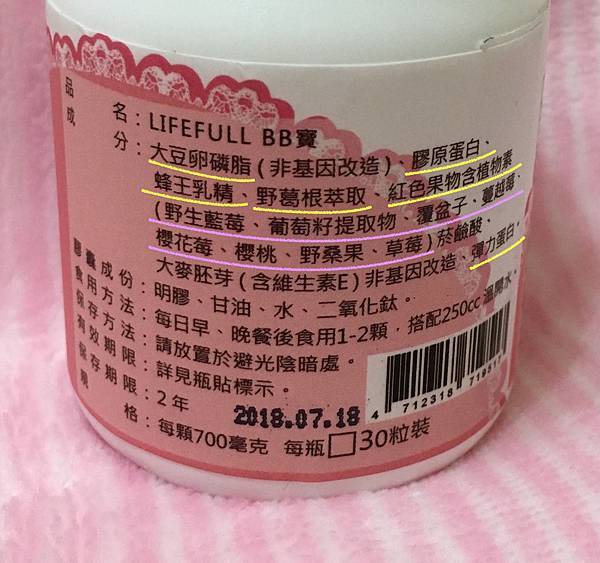 品名：LIFEFULL BB寶
成分：大豆卵磷脂(非基因改造)、膠原蛋白、
蜂王乳精、野葛根萃取、紅色果物含植物素
(野生藍莓、葡萄籽提取物、覆盆子、蔓越莓、
櫻花莓、櫻桃、野桑果、草莓)菸鹼酸、
大麥胚芽(含維生素E)非基因改造、彈力蛋白、
膠囊成份：明膠、甘油、水、二氧化鈦。
食用方法：每日早、晚餐後食用1-2顆，搭配250cc 溫開水。
保存方法：請放置於避光陰暗處。
有效期限：詳見瓶貼標示。
保存期限：2年
2018.07.18
規格：每顆700毫克 每瓶□30粒裝
4 712318